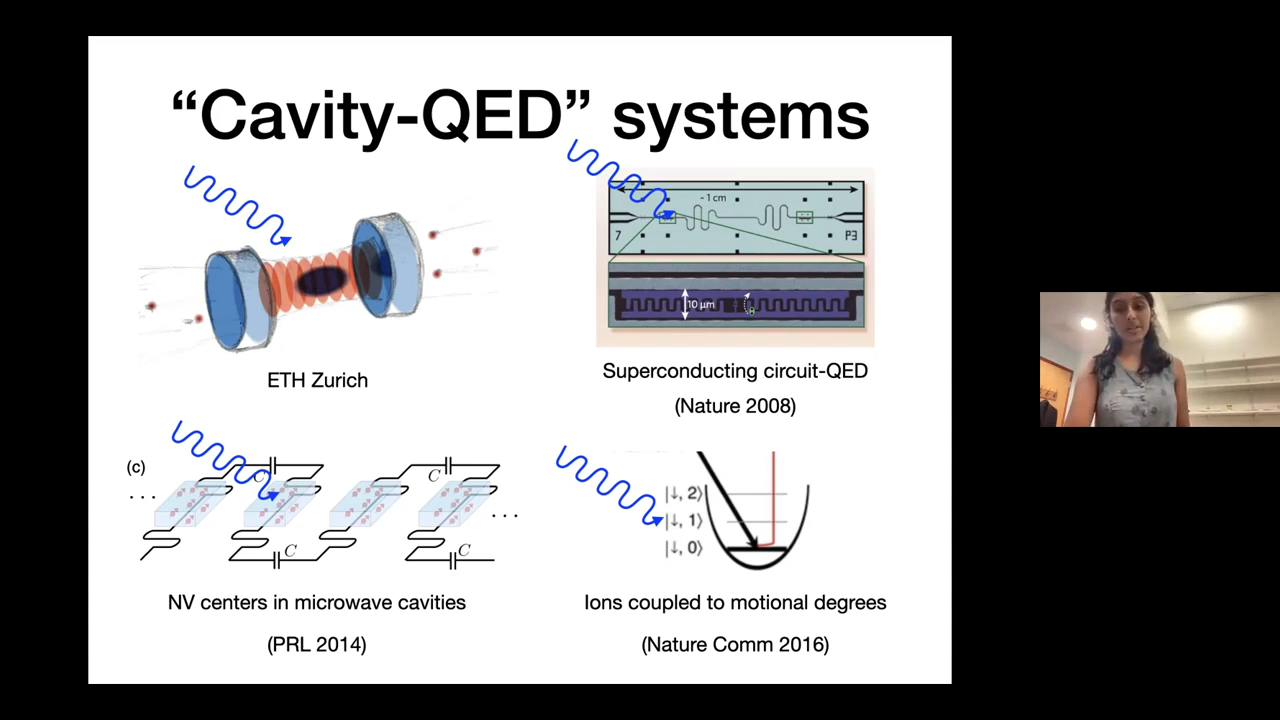 “Cavity-QED” systems
~ 1 cm
7
P3
10 μm
ETH Zurich
Superconducting circuit-QED
(Nature 2008)
(c)
C
C
. . .
. . .
C
C
|↓, 2⟩
|↓, 1⟩
|↓, 0⟩
NV centers in microwave cavities
(PRL 2014)
Ions coupled to motional degrees
(Nature Comm 2016)